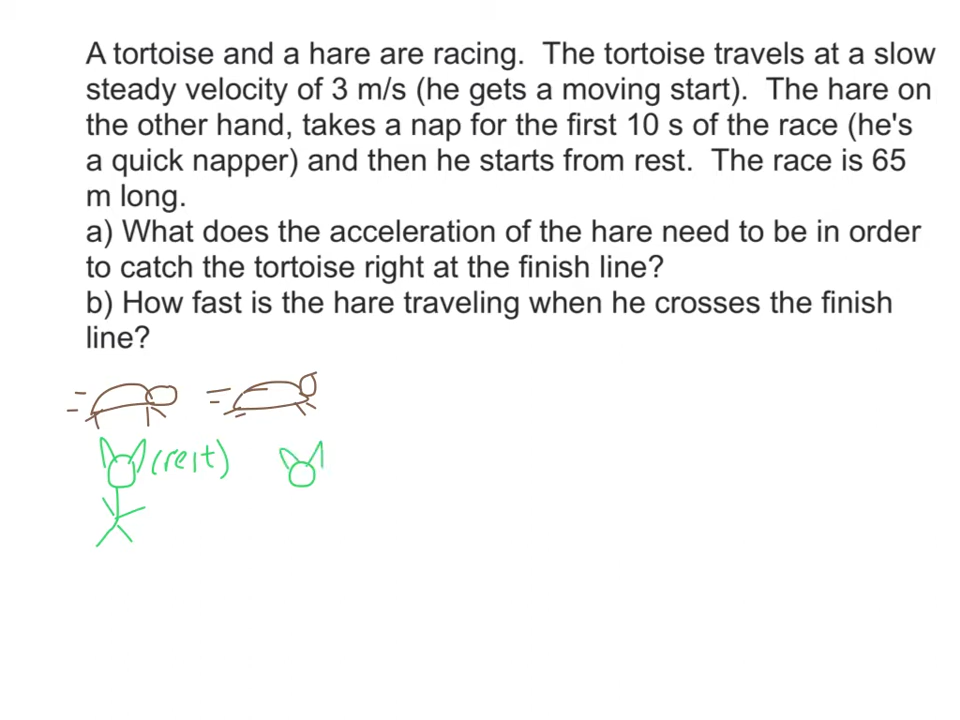 A tortoise and a hare are racing. The tortoise travels at a slow
steady velocity of 3 m/s (he gets a moving start). The hare on
the other hand, takes a nap for the first 10 s of the race (he's
a quick napper) and then he starts from rest. The race is 65
m long.
a) What does the acceleration of the hare need to be in order
to catch the tortoise right at the finish line?
b) How fast is the hare traveling when he crosses the finish
line?
(rest)